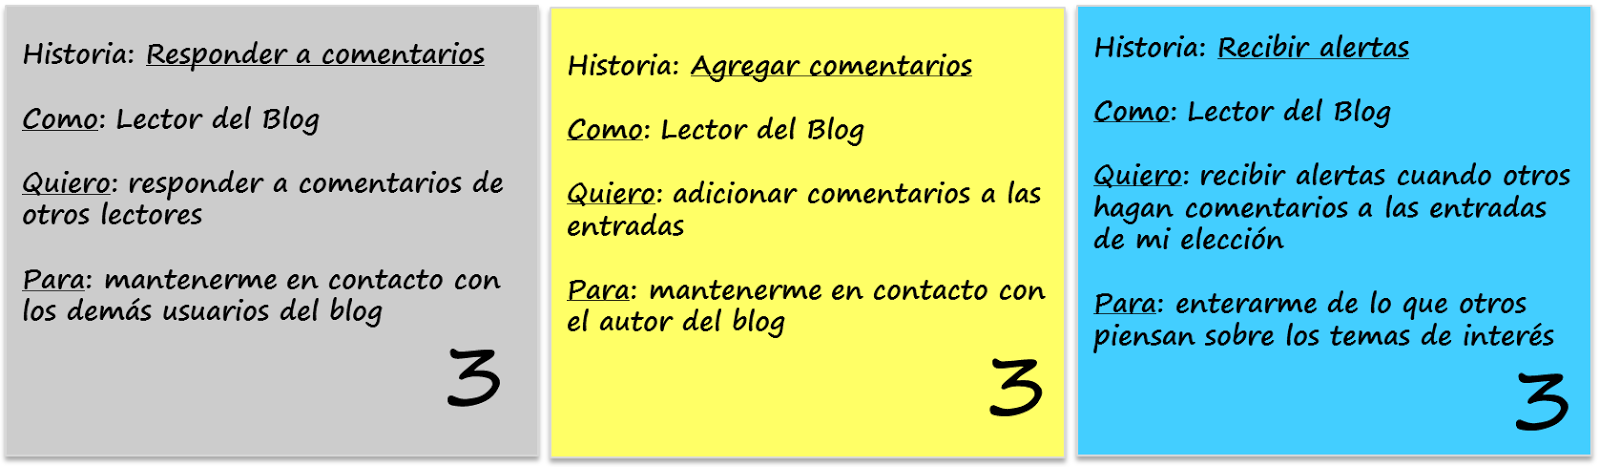 Historia: Responder a comentarios
Como: Lector del Blog
Quiero: responder a comentarios de
otros lectores
Para: mantenerme en contacto con
los demás usuarios del blog
3
Historia: Agregar comentarios
Como: Lector del Blog
Quiero: adicionar comentarios a las
entradas
Para: mantenerme en contacto con
el autor del blog
3
Historia: Recibir alertas
Como: Lector del Blog
Quiero: recibir alertas cuando otros
hagan comentarios a las entradas
de mi elección
Para: enterarme de lo que otros
piensan sobre los temas de interés
3